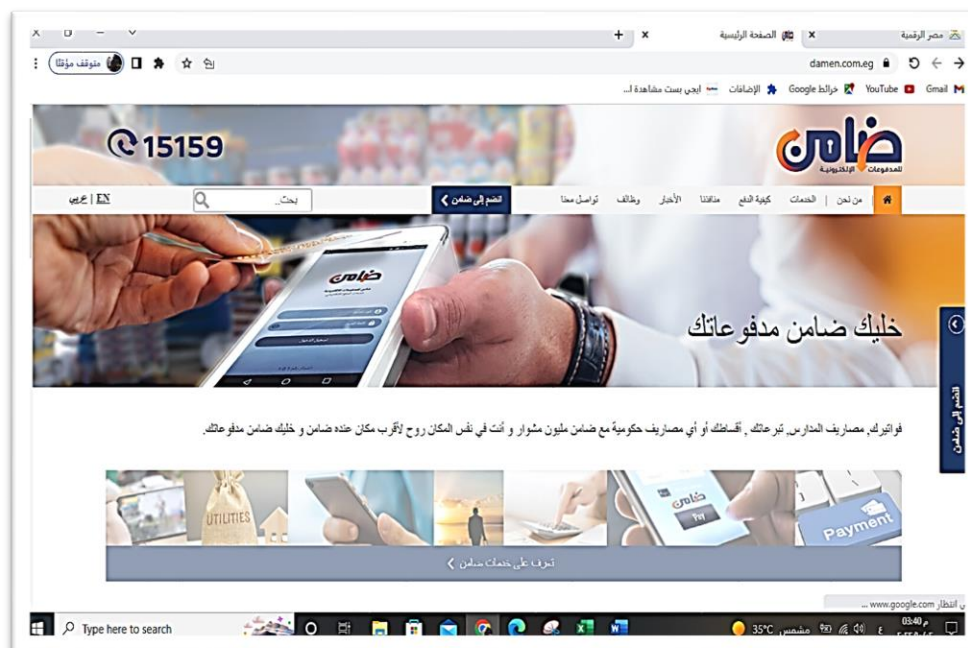 مصر الرقمية
الصفحة الرئيسية
damen.com.eg
متوقف مؤقتًا
Gmail
YouTube
خرائط Google
الإضافات
ايجي بست مشاهدة ا...
ضامن
للمدفوعات الإلكترونية
15159
من نحن | الخدمات
كيفية الدفع
منافذنا
الأخبار
وظائف
تواصل معنا
انضم إلى ضامن
بحث...
EN | عربي
ضامن
خليك ضامن مدفوعاتك
انضم إلى ضامن
فواتيرك, مصاريف المدارس, تبرعاتك , أقساطك أو أي مصاريف حكومية مع ضامن مليون مشوار و أنت في نفس المكان روح لأقرب مكان عنده ضامن و خليك ضامن مدفوعاتك.
UTILITIES
ضامن
Pay
Payment
تعرف على خدمات ضامن
www.google.com ...
Type here to search
35°C مشمس
ع
03:40 م